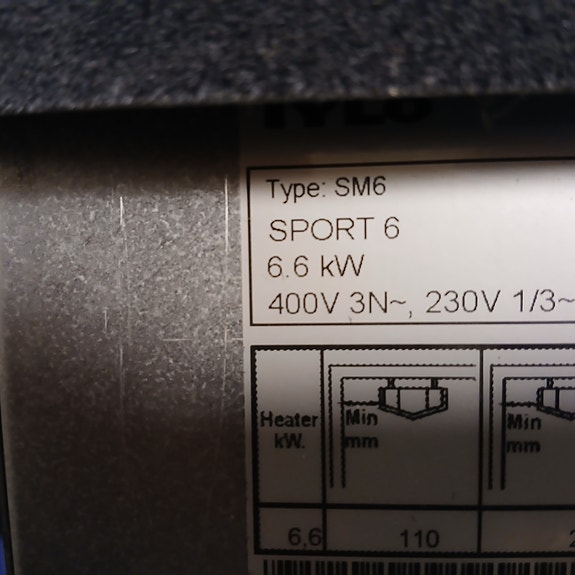 TYLÖ
Type: SM6
SPORT 6
6.6 kW
400V 3N~, 230V 1/3~
Heater
kW.
Min
mm
Min
mm
6,6
110